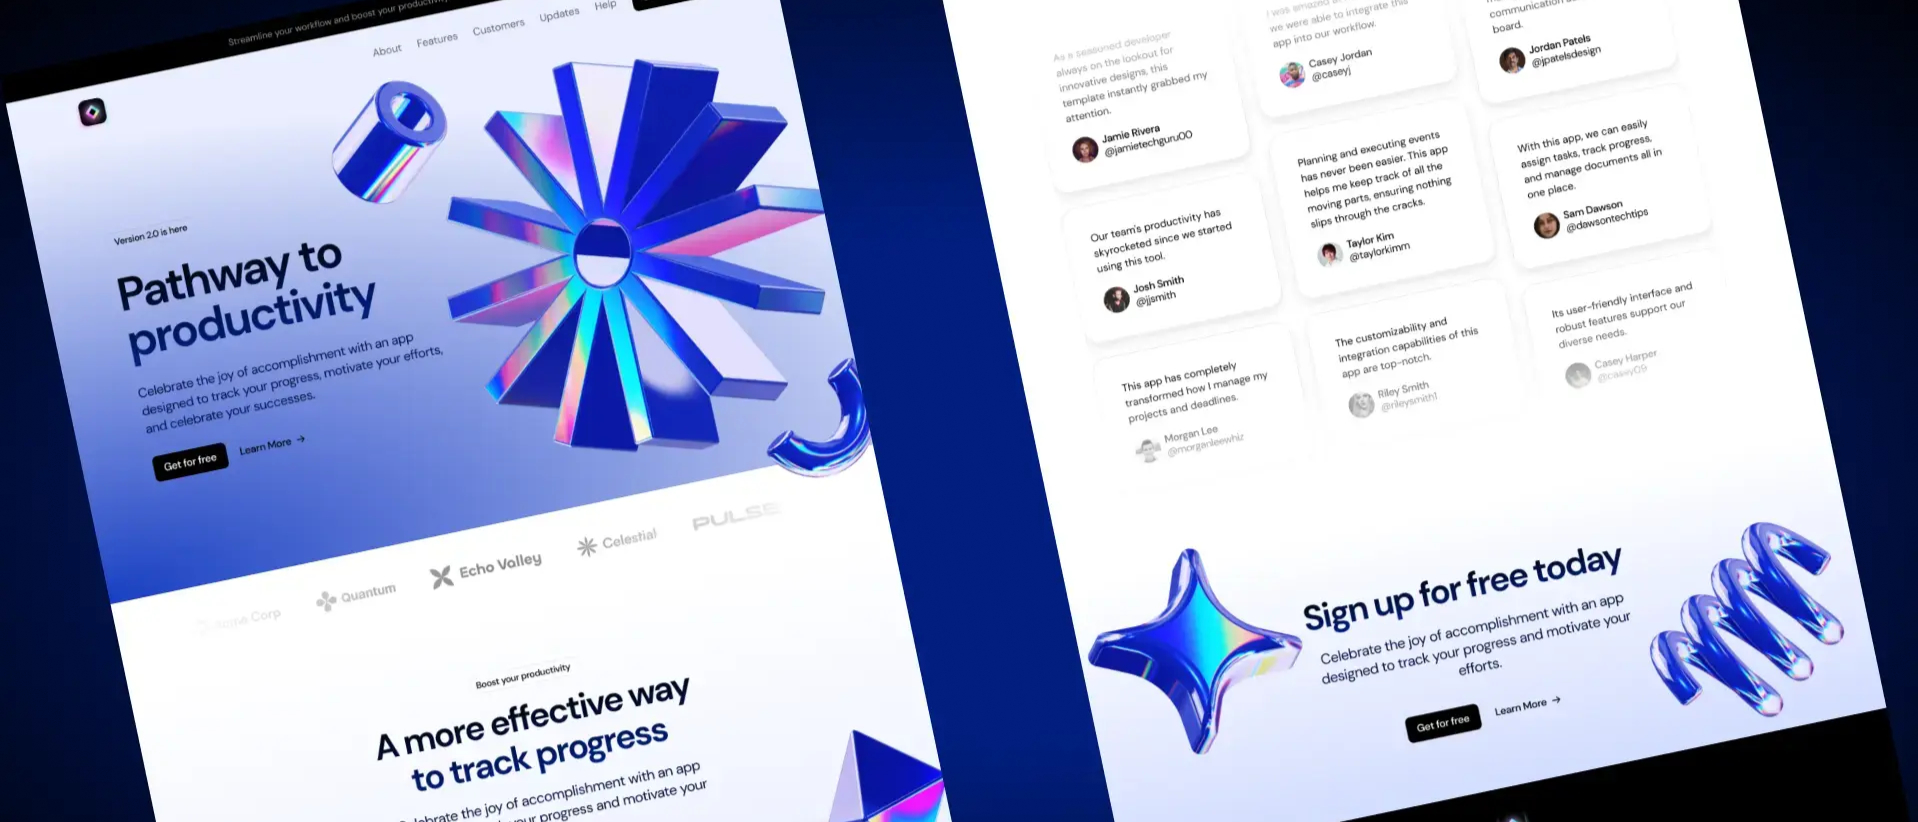 Streamline your workflow and boost your productivity
About
Features
Customers
Updates
Help
Version 2.0 is here
Pathway to
productivity
Celebrate the joy of accomplishment with an app
designed to track your progress, motivate your efforts,
and celebrate your successes.
Get for free
Learn More →
Corp
Quantum
Echo Valley
Celestial
PULSE
Boost your productivity
A more effective way
to track progress
the joy of accomplishment with an app
your progress and motivate your
As a seasoned developer
always on the lookout for
innovative designs, this
template instantly grabbed my
attention.
Jamie Rivera
@jamietechguru00
Our team's productivity has
skyrocketed since we started
using this tool.
Josh Smith
@jjsmith
This app has completely
transformed how I manage my
projects and deadlines.
Morgan Lee
@morganleewhiz
I was amazed
we were able to integrate this
app into our workflow.
Casey Jordan
@caseyj
Planning and executing events
has never been easier. This app
helps me keep track of all the
moving parts, ensuring nothing
slips through the cracks.
Taylor Kim
@taylorkimm
The customizability and
integration capabilities of this
app are top-notch.
Riley Smith
@rileysmith1
communication
board.
Jordan Patels
@jpatelsdesign
With this app, we can easily
assign tasks, track progress,
and manage documents all in
one place.
Sam Dawson
@dawsontechtips
Its user-friendly interface and
robust features support our
diverse needs.
Casey Harper
@casey09
Sign up for free today
Celebrate the joy of accomplishment with an app
designed to track your progress and motivate your
efforts.
Get for free
Learn More →